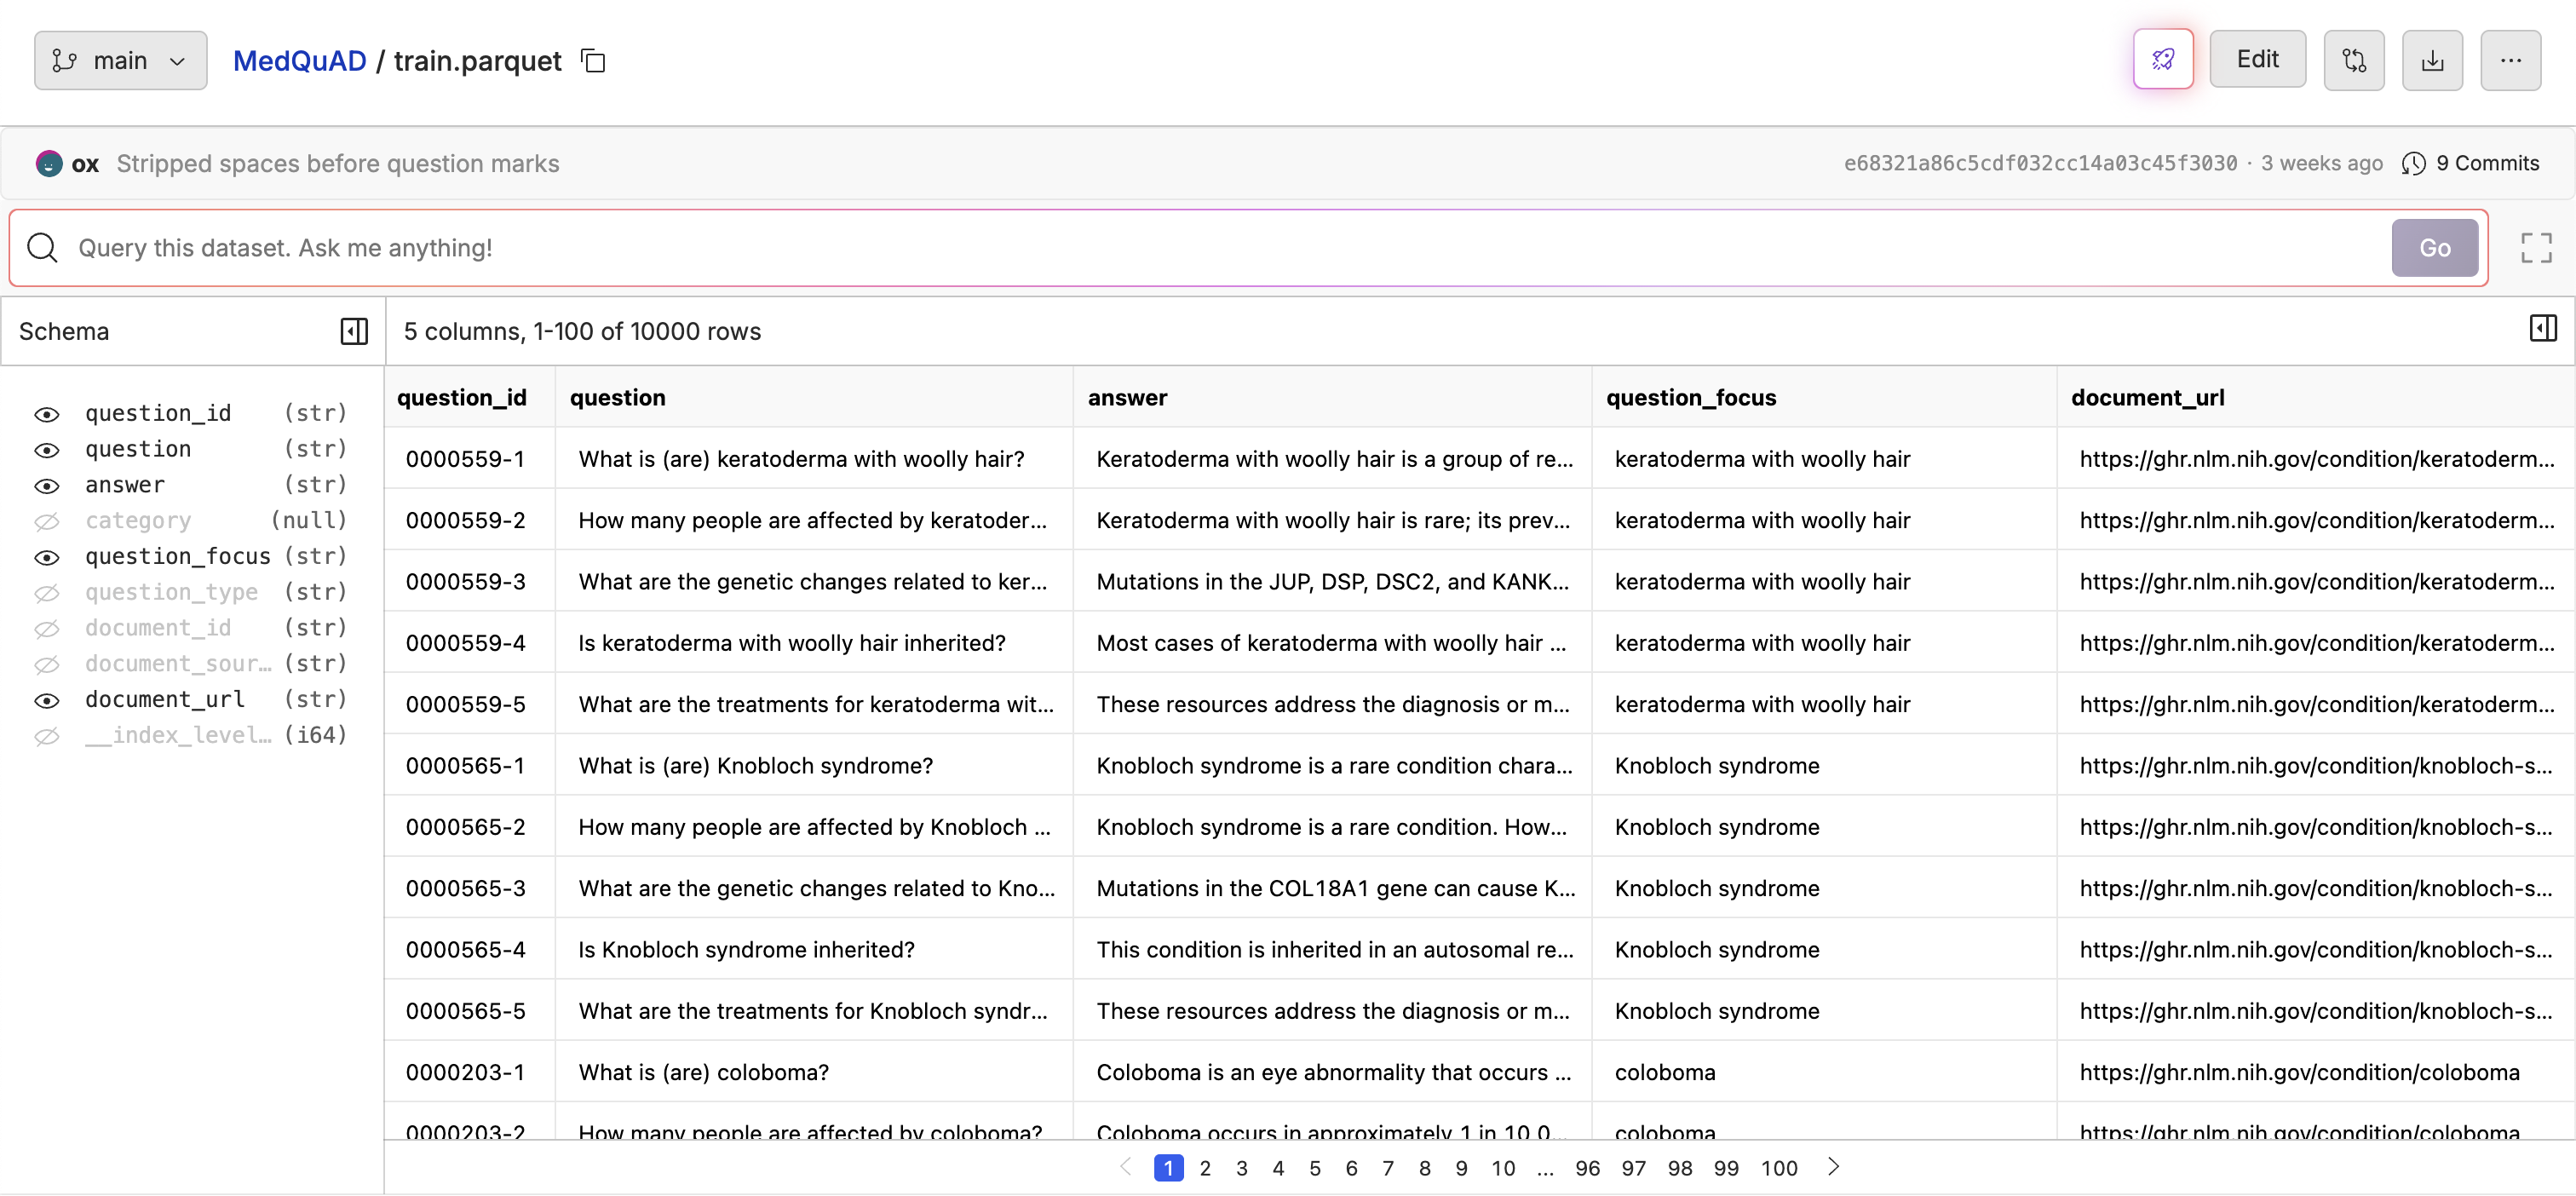 main
MedQuAD / train.parquet
Edit
ox Stripped spaces before question marks
e68321a86c5cdf032cc14a03c45f3030 · 3 weeks ago 9 Commits
Query this dataset. Ask me anything!
Go
Schema
5 columns, 1-100 of 10000 rows
question_id (str)
question (str)
answer (str)
category (null)
question_focus (str)
question_type (str)
document_id (str)
document_sour... (str)
document_url (str)
__index_level... (i64)
question_id question answer question_focus document_url
0000559-1 What is (are) keratoderma with woolly hair? Keratoderma with woolly hair is a group of re... keratoderma with woolly hair https://ghr.nlm.nih.gov/condition/keratoderm...
0000559-2 How many people are affected by keratoder... Keratoderma with woolly hair is rare; its prev... keratoderma with woolly hair https://ghr.nlm.nih.gov/condition/keratoderm...
0000559-3 What are the genetic changes related to ker... Mutations in the JUP, DSP, DSC2, and KANK... keratoderma with woolly hair https://ghr.nlm.nih.gov/condition/keratoderm...
0000559-4 Is keratoderma with woolly hair inherited? Most cases of keratoderma with woolly hair ... keratoderma with woolly hair https://ghr.nlm.nih.gov/condition/keratoderm...
0000559-5 What are the treatments for keratoderma wit... These resources address the diagnosis or m... keratoderma with woolly hair https://ghr.nlm.nih.gov/condition/keratoderm...
0000565-1 What is (are) Knobloch syndrome? Knobloch syndrome is a rare condition chara... Knobloch syndrome https://ghr.nlm.nih.gov/condition/knobloch-s...
0000565-2 How many people are affected by Knobloch ... Knobloch syndrome is a rare condition. How... Knobloch syndrome https://ghr.nlm.nih.gov/condition/knobloch-s...
0000565-3 What are the genetic changes related to Kno... Mutations in the COL18A1 gene can cause K... Knobloch syndrome https://ghr.nlm.nih.gov/condition/knobloch-s...
0000565-4 Is Knobloch syndrome inherited? This condition is inherited in an autosomal re... Knobloch syndrome https://ghr.nlm.nih.gov/condition/knobloch-s...
0000565-5 What are the treatments for Knobloch syndr... These resources address the diagnosis or m... Knobloch syndrome https://ghr.nlm.nih.gov/condition/knobloch-s...
0000203-1 What is (are) coloboma? Coloboma is an eye abnormality that occurs ... coloboma https://ghr.nlm.nih.gov/condition/coloboma
0000203-2 How many people are affected by coloboma? Coloboma occurs in approximately 1 in 10,0... coloboma https://ghr.nlm.nih.gov/condition/coloboma
1 2 3 4 5 6 7 8 9 10 ... 96 97 98 99 100